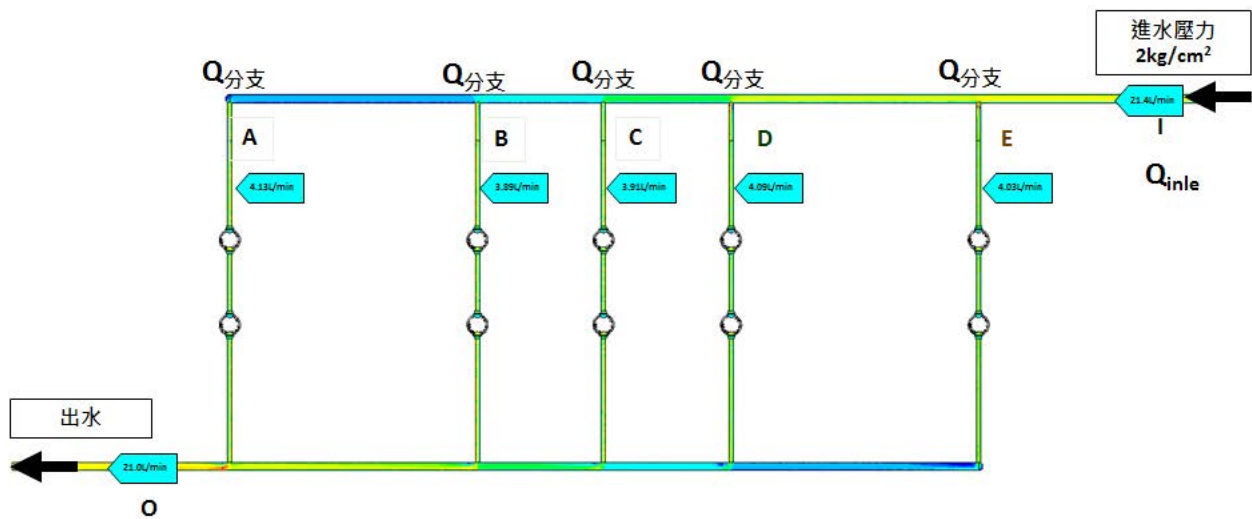 進水壓力
2kg/cm²
Q分支
Q分支
Q分支
Q分支
Q分支
21.4L/min
I
A
B
C
D
E
Qinle
4.13L/min
3.89L/min
3.91L/min
4.09L/min
4.03L/min
出水
21.0L/min
O